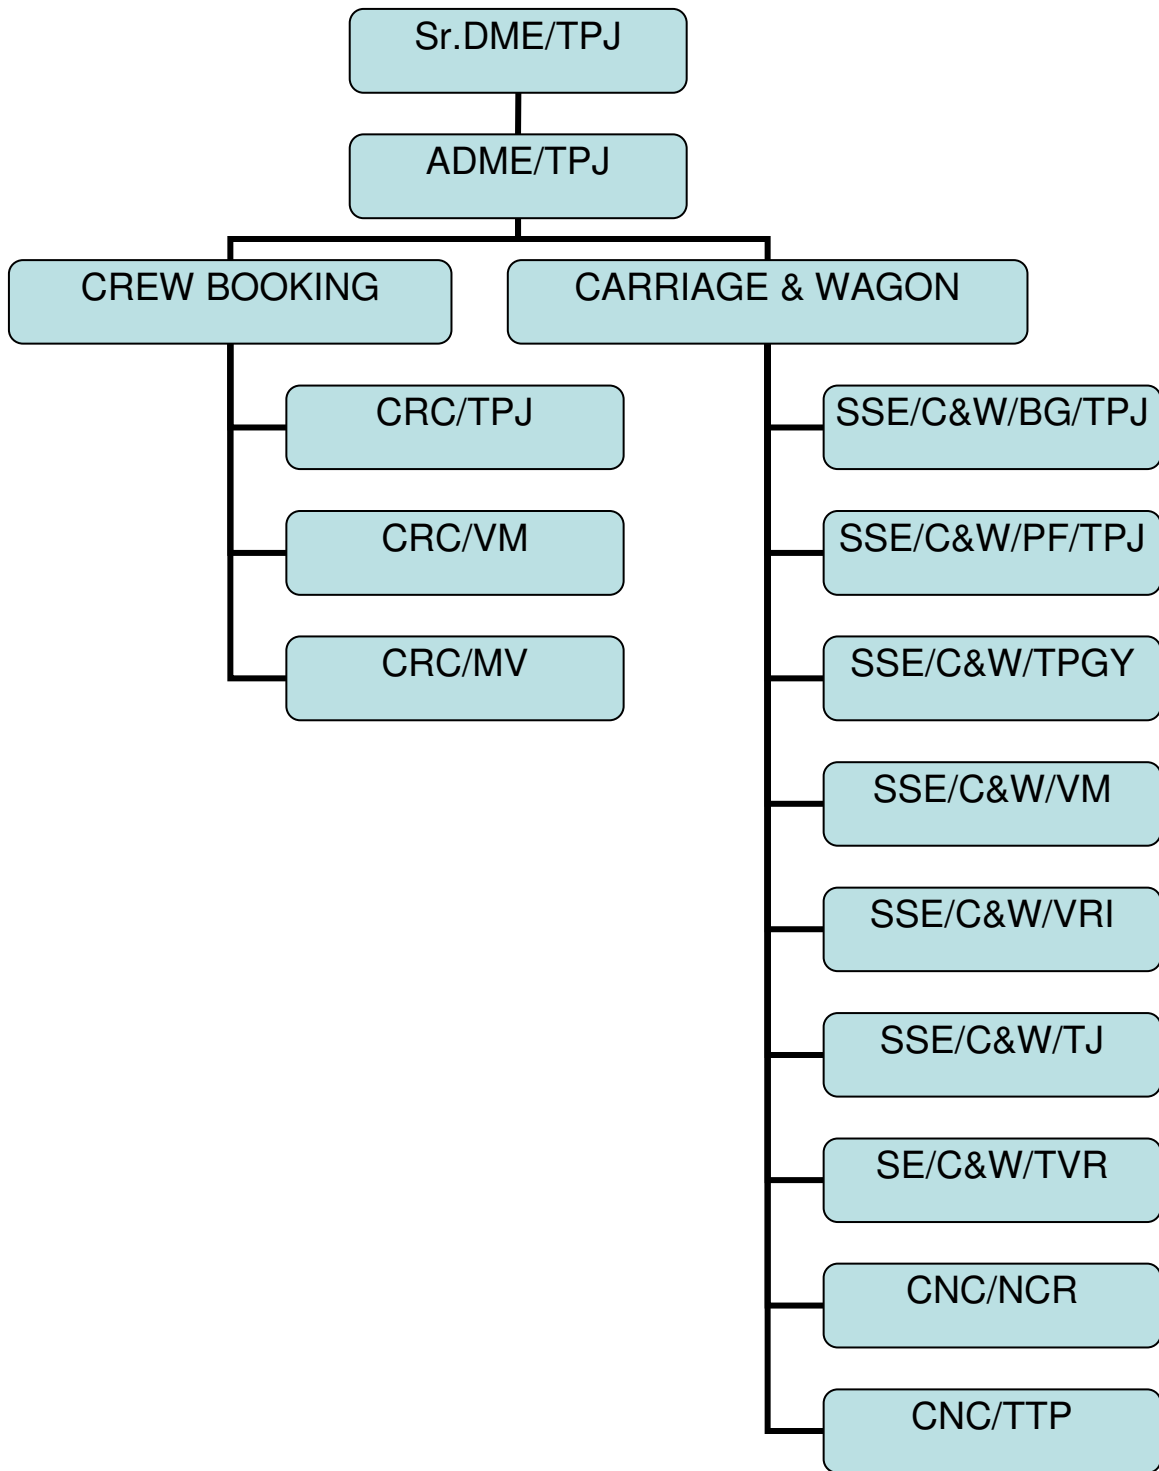 Sr.DME/TPJ
ADME/TPJ
CREW BOOKING
CARRIAGE & WAGON
CRC/TPJ
CRC/VM
CRC/MV
SSE/C&W/BG/TPJ
SSE/C&W/PF/TPJ
SSE/C&W/TPGY
SSE/C&W/VM
SSE/C&W/VRI
SSE/C&W/TJ
SE/C&W/TVR
CNC/NCR
CNC/TTP